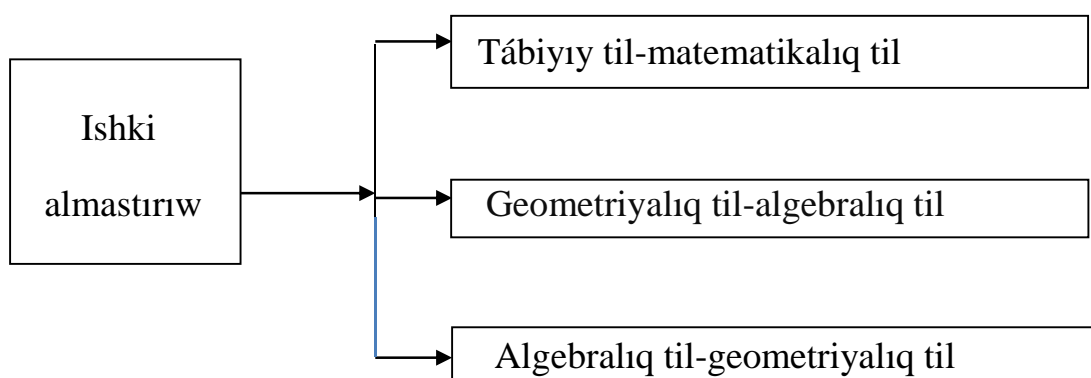 Ishki
almastırıw
Tábiyıy til-matematikalıq til
Geometriyalıq til-algebralıq til
Algebralıq til-geometriyalıq til